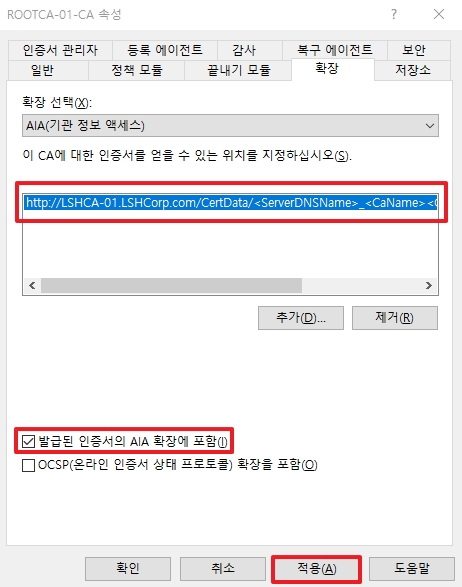 ROOTCA-01-CA 속성
인증서 관리자 등록 에이전트 감사 복구 에이전트 보안
일반 정책 모듈 끝내기 모듈 확장 저장소
확장 선택(X):
AIA(기관 정보 액세스)
이 CA에 대한 인증서를 얻을 수 있는 위치를 지정하십시오(S).
http://LSHCA-01.LSHCorp.com/CertData/<ServerDNSName>_<CaName><
추가(D)... 제거(R)
발급된 인증서의 AIA 확장에 포함(I)
OCSP(온라인 인증서 상태 프로토콜) 확장을 포함(O)
확인 취소 적용(A) 도움말